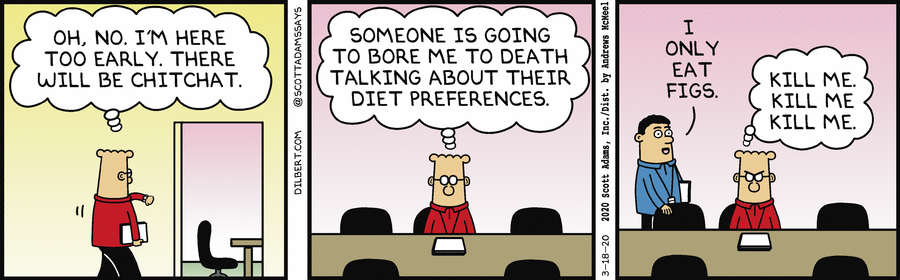 OH, NO. I'M HERE
TOO EARLY. THERE
WILL BE CHITCHAT.
DILBERT.COM @SCOTTADAMSSAYS
SOMEONE IS GOING
TO BORE ME TO DEATH
TALKING ABOUT THEIR
DIET PREFERENCES.
3-18-20 2020 Scott Adams, Inc./Dist. by Andrews McMeel
I
ONLY
EAT
FIGS.
KILL ME.
KILL ME
KILL ME.